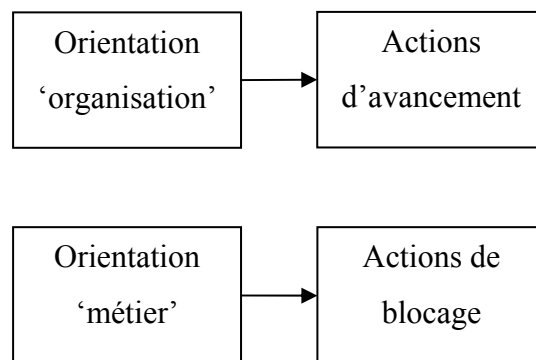 Orientation
‘organisation’
Actions
d’avancement
Orientation
‘métier’
Actions de
blocage